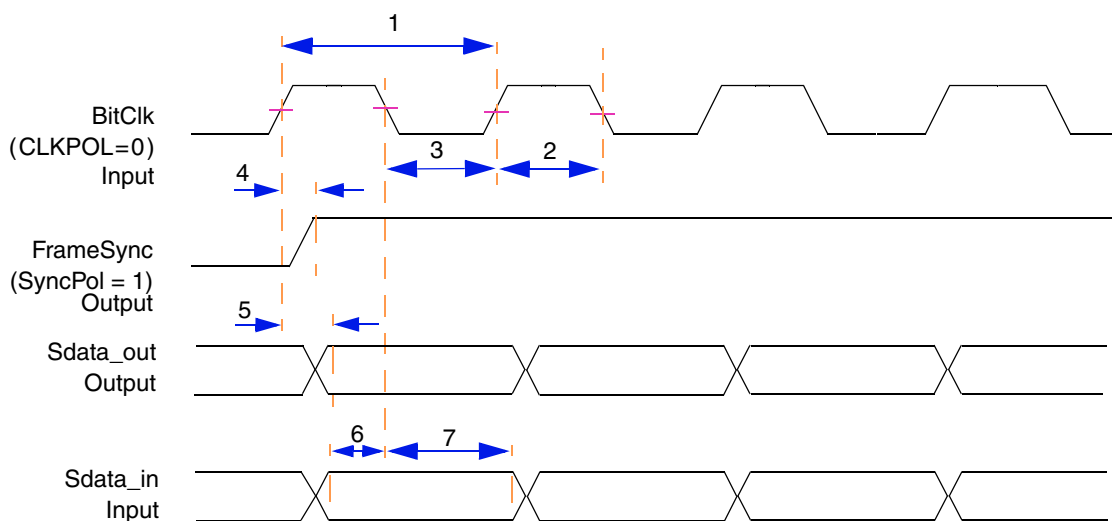 1
BitClk
(CLKPOL=0)
Input
3
2
4
FrameSync
(SyncPol = 1)
Output
5
Sdata_out
Output
6
7
Sdata_in
Input